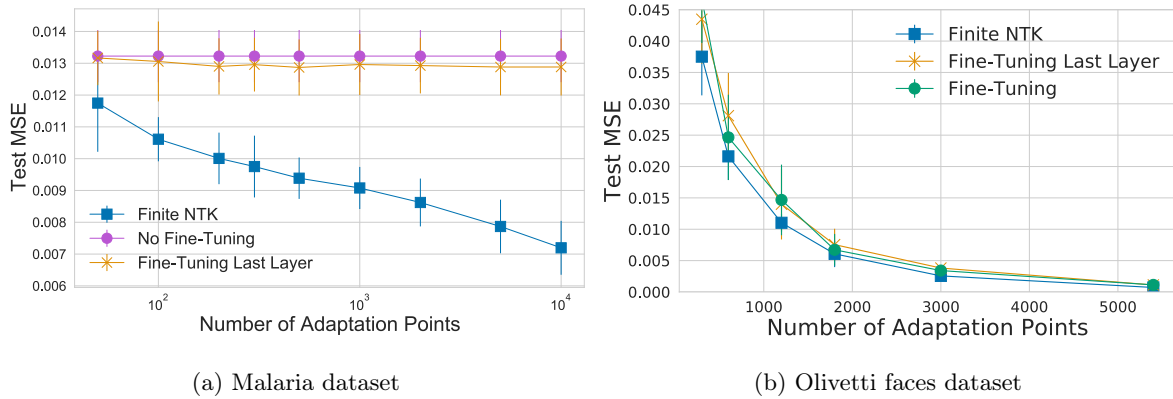 0.014
0.013
0.012
0.011
0.010
0.009
0.008
0.007
0.006
Test MSE
Finite NTK
No Fine-Tuning
Fine-Tuning Last Layer
10²
10³
10⁴
Number of Adaptation Points
(a) Malaria dataset
0.045
0.040
0.035
0.030
0.025
0.020
0.015
0.010
0.005
0.000
Test MSE
Finite NTK
Fine-Tuning Last Layer
Fine-Tuning
1000
2000
3000
4000
5000
Number of Adaptation Points
(b) Olivetti faces dataset